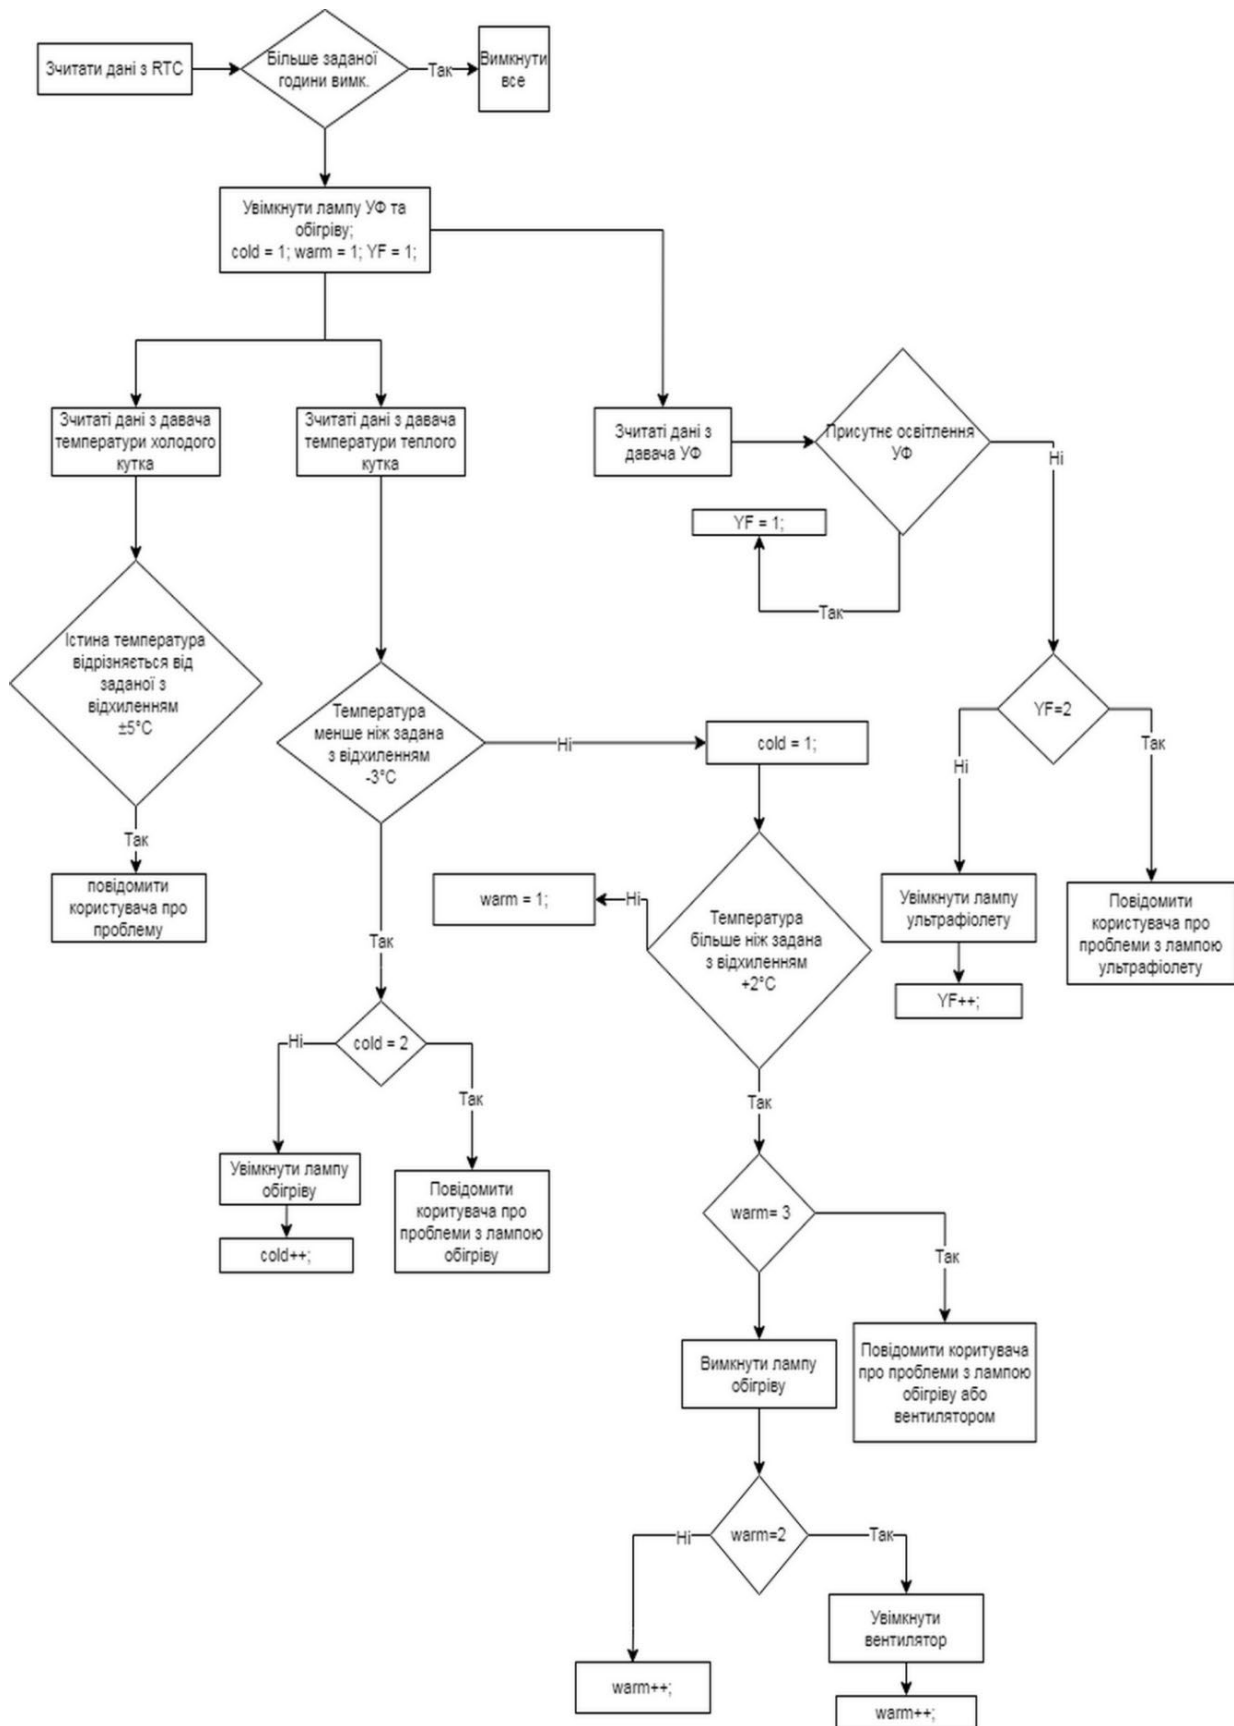 Зчитати дані з RTC
Більше заданої
години вимк.
Так
Вимкнути
все
Увімкнути лампу УФ та
обігріву;
cold = 1; warm = 1; YF = 1;
Зчитаті дані з давача
температури холодого
кутка
Зчитаті дані з давача
температури теплого
кутка
Зчитаті дані з
давача УФ
Присутнє освітлення
УФ
Ні
YF = 1;
Так
Істина температура
відрізняється від
заданої з
відхиленням
±5°C
Температура
менше ніж задана
з відхиленням
-3°C
Ні
cold = 1;
YF=2
Так
Ні
Так
повідомити
користувача про
проблему
warm = 1;
Ні
Температура
більше ніж задана
з відхиленням
+2°C
Увімкнути лампу
ультрафіолету
YF++;
Повідомити
користувача про
проблеми з лампою
ультрафіолету
Так
cold = 2
Ні
Так
Увімкнути лампу
обігріву
cold++;
Повідомити
коритувача про
проблеми з лампою
обігріву
Так
warm= 3
Так
Вимкнути лампу
обігріву
Повідомити коритувача
про проблеми з лампою
обігріву або
вентилятором
warm=2
Ні
Так
Увімкнути
вентилятор
warm++;
warm++;